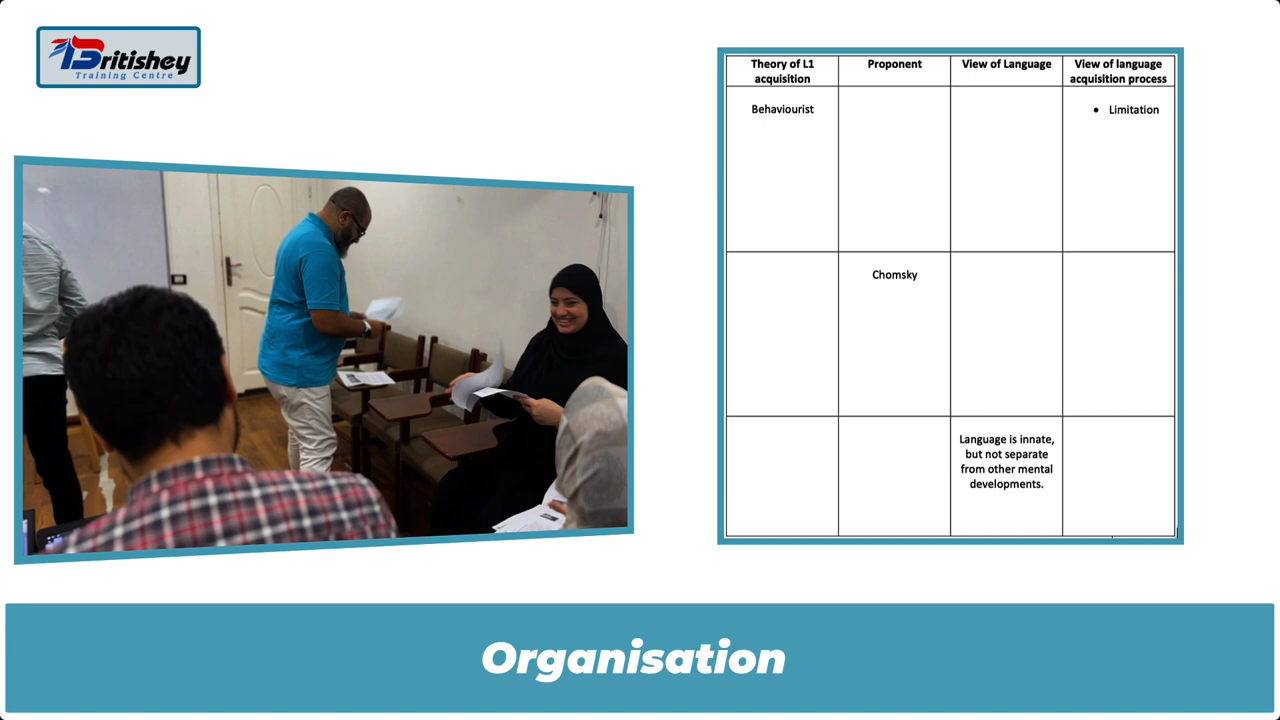 Britishey
Training Centre
Theory of L1
acquisition
Proponent
View of Language
View of language
acquisition process
Behaviourist
• Limitation
Chomsky
Language is innate,
but not separate
from other mental
developments.
Organisation